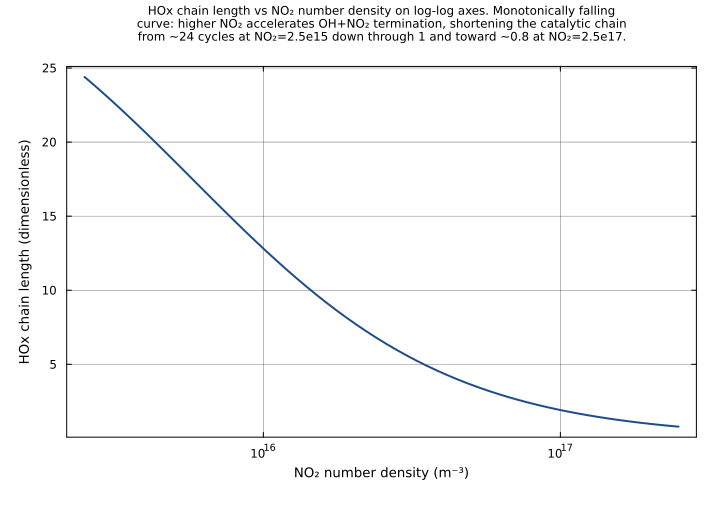 HOx chain length vs NO₂ number density on log-log axes. Monotonically falling
curve: higher NO₂ accelerates OH+NO₂ termination, shortening the catalytic chain
from ~24 cycles at NO₂=2.5e15 down through 1 and toward ~0.8 at NO₂=2.5e17.
25
20
15
10
5
HOx chain length (dimensionless)
10¹⁶
10¹⁷
NO₂ number density (m⁻³)